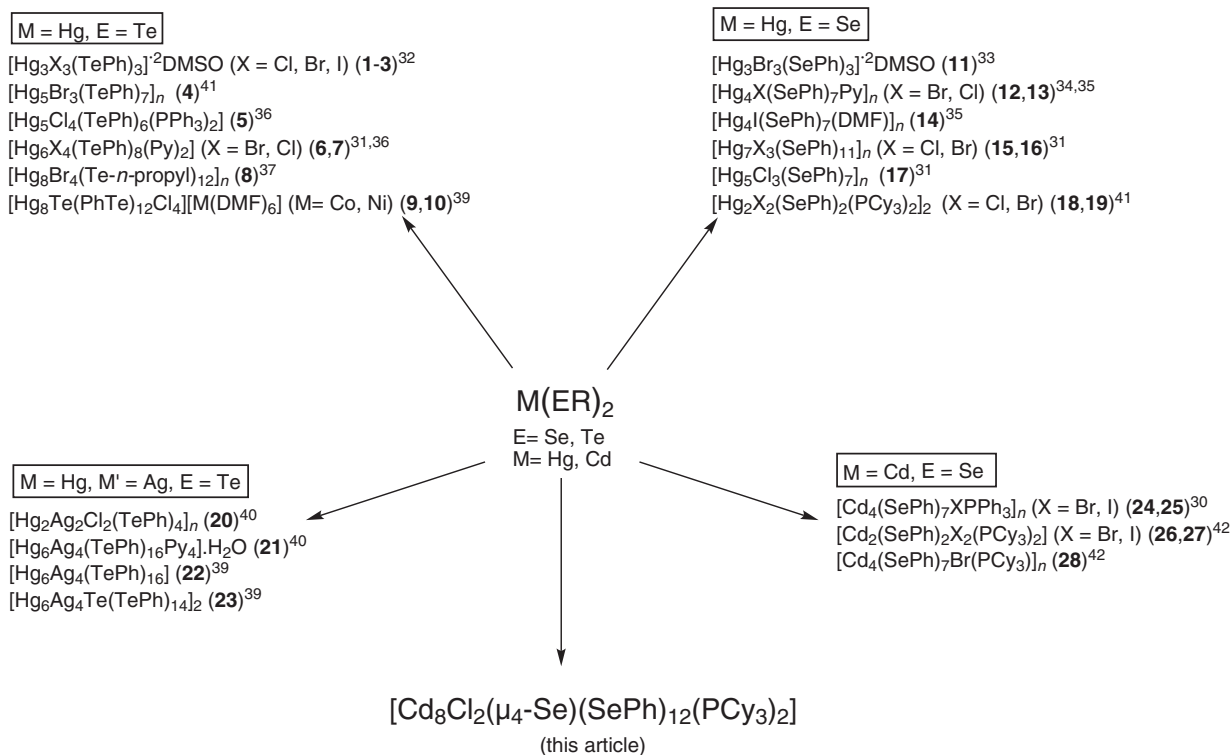 M = Hg, E = Te
[Hg₃X₃(TePh)₃]·²DMSO (X = Cl, Br, I) (1-3)³²
[Hg₅Br₃(TePh)₇]ₙ (4)⁴¹
[Hg₅Cl₄(TePh)₆(PPh₃)₂] (5)³⁶
[Hg₆X₄(TePh)₈(Py)₂] (X = Br, Cl) (6,7)³¹,³⁶
[Hg₈Br₄(Te-n-propyl)₁₂]ₙ (8)³⁷
[Hg₈Te(PhTe)₁₂Cl₄][M(DMF)₆] (M= Co, Ni) (9,10)³⁹
M = Hg, E = Se
[Hg₃Br₃(SePh)₃]·²DMSO (11)³³
[Hg₄X(SePh)₇Py]ₙ (X = Br, Cl) (12,13)³⁴,³⁵
[Hg₄I(SePh)₇(DMF)]ₙ (14)³⁵
[Hg₇X₃(SePh)₁₁]ₙ (X = Cl, Br) (15,16)³¹
[Hg₅Cl₃(SePh)₇]ₙ (17)³¹
[Hg₂X₂(SePh)₂(PCy₃)₂]₂ (X = Cl, Br) (18,19)⁴¹
M(ER)₂
E= Se, Te
M= Hg, Cd
M = Hg, M' = Ag, E = Te
[Hg₂Ag₂Cl₂(TePh)₄]ₙ (20)⁴⁰
[Hg₆Ag₄(TePh)₁₆Py₄].H₂O (21)⁴⁰
[Hg₆Ag₄(TePh)₁₆] (22)³⁹
[Hg₆Ag₄Te(TePh)₁₄]₂ (23)³⁹
M = Cd, E = Se
[Cd₄(SePh)₇XPPh₃]ₙ (X = Br, I) (24,25)³⁰
[Cd₂(SePh)₂X₂(PCy₃)₂] (X = Br, I) (26,27)⁴²
[Cd₄(SePh)₇Br(PCy₃)]ₙ (28)⁴²
[Cd₈Cl₂(μ₄-Se)(SePh)₁₂(PCy₃)₂]
(this article)